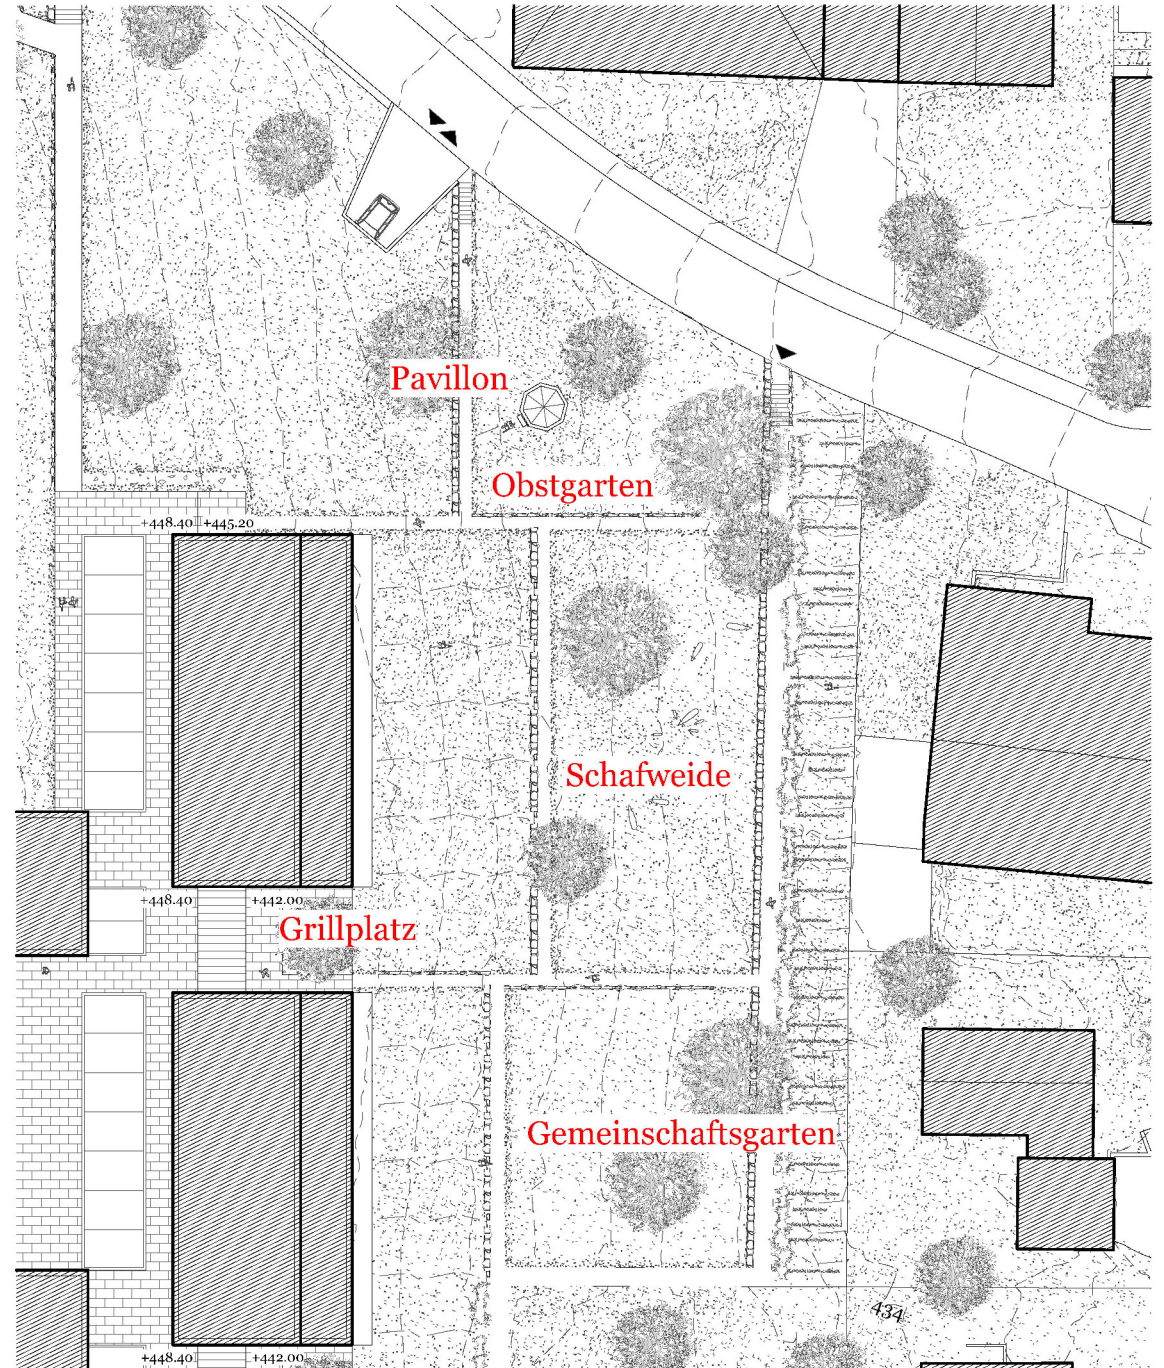 Pavillon
Obstgarten
+448.40 +445.20
Schafweide
+448.40 +442.00
Grillplatz
Gemeinschaftsgarten
434
+448.40 +442.00